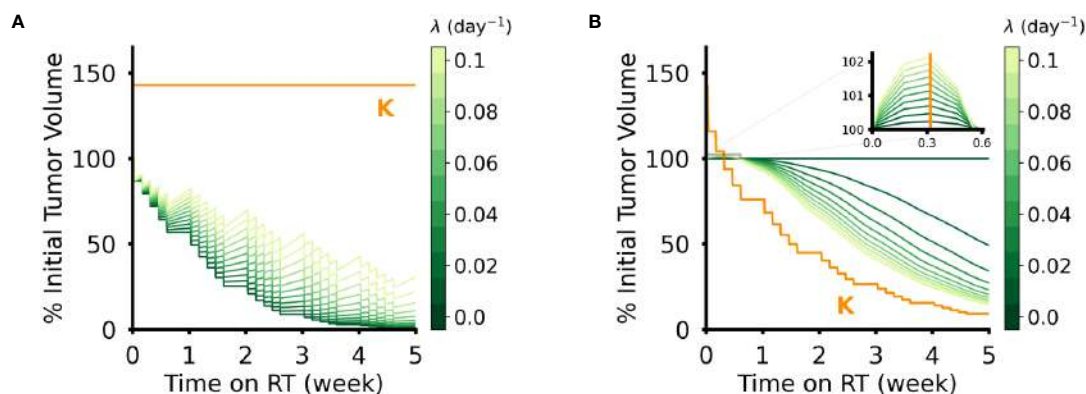 A
λ (day⁻¹)
% Initial Tumor Volume
150
100
50
0
K
0 1 2 3 4 5
Time on RT (week)
0.1
0.08
0.06
0.04
0.02
0.0
B
λ (day⁻¹)
% Initial Tumor Volume
150
100
50
0
102
101
100
0.0 0.3 0.6
K
0 1 2 3 4 5
Time on RT (week)
0.1
0.08
0.06
0.04
0.02
0.0